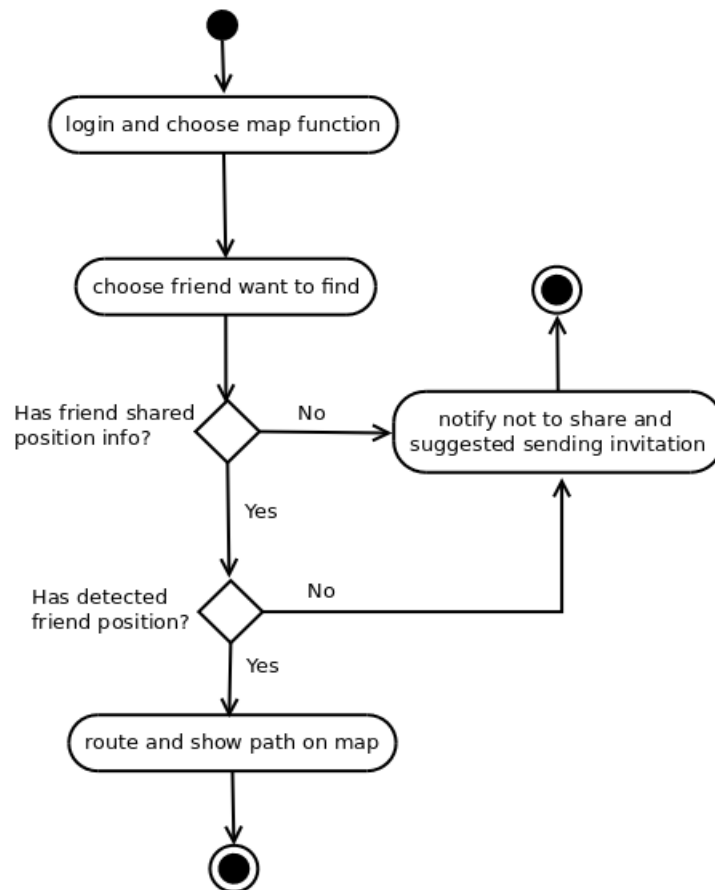 login and choose map function
choose friend want to find
Has friend shared
position info?
No
notify not to share and
suggested sending invitation
Yes
Has detected
friend position?
No
Yes
route and show path on map